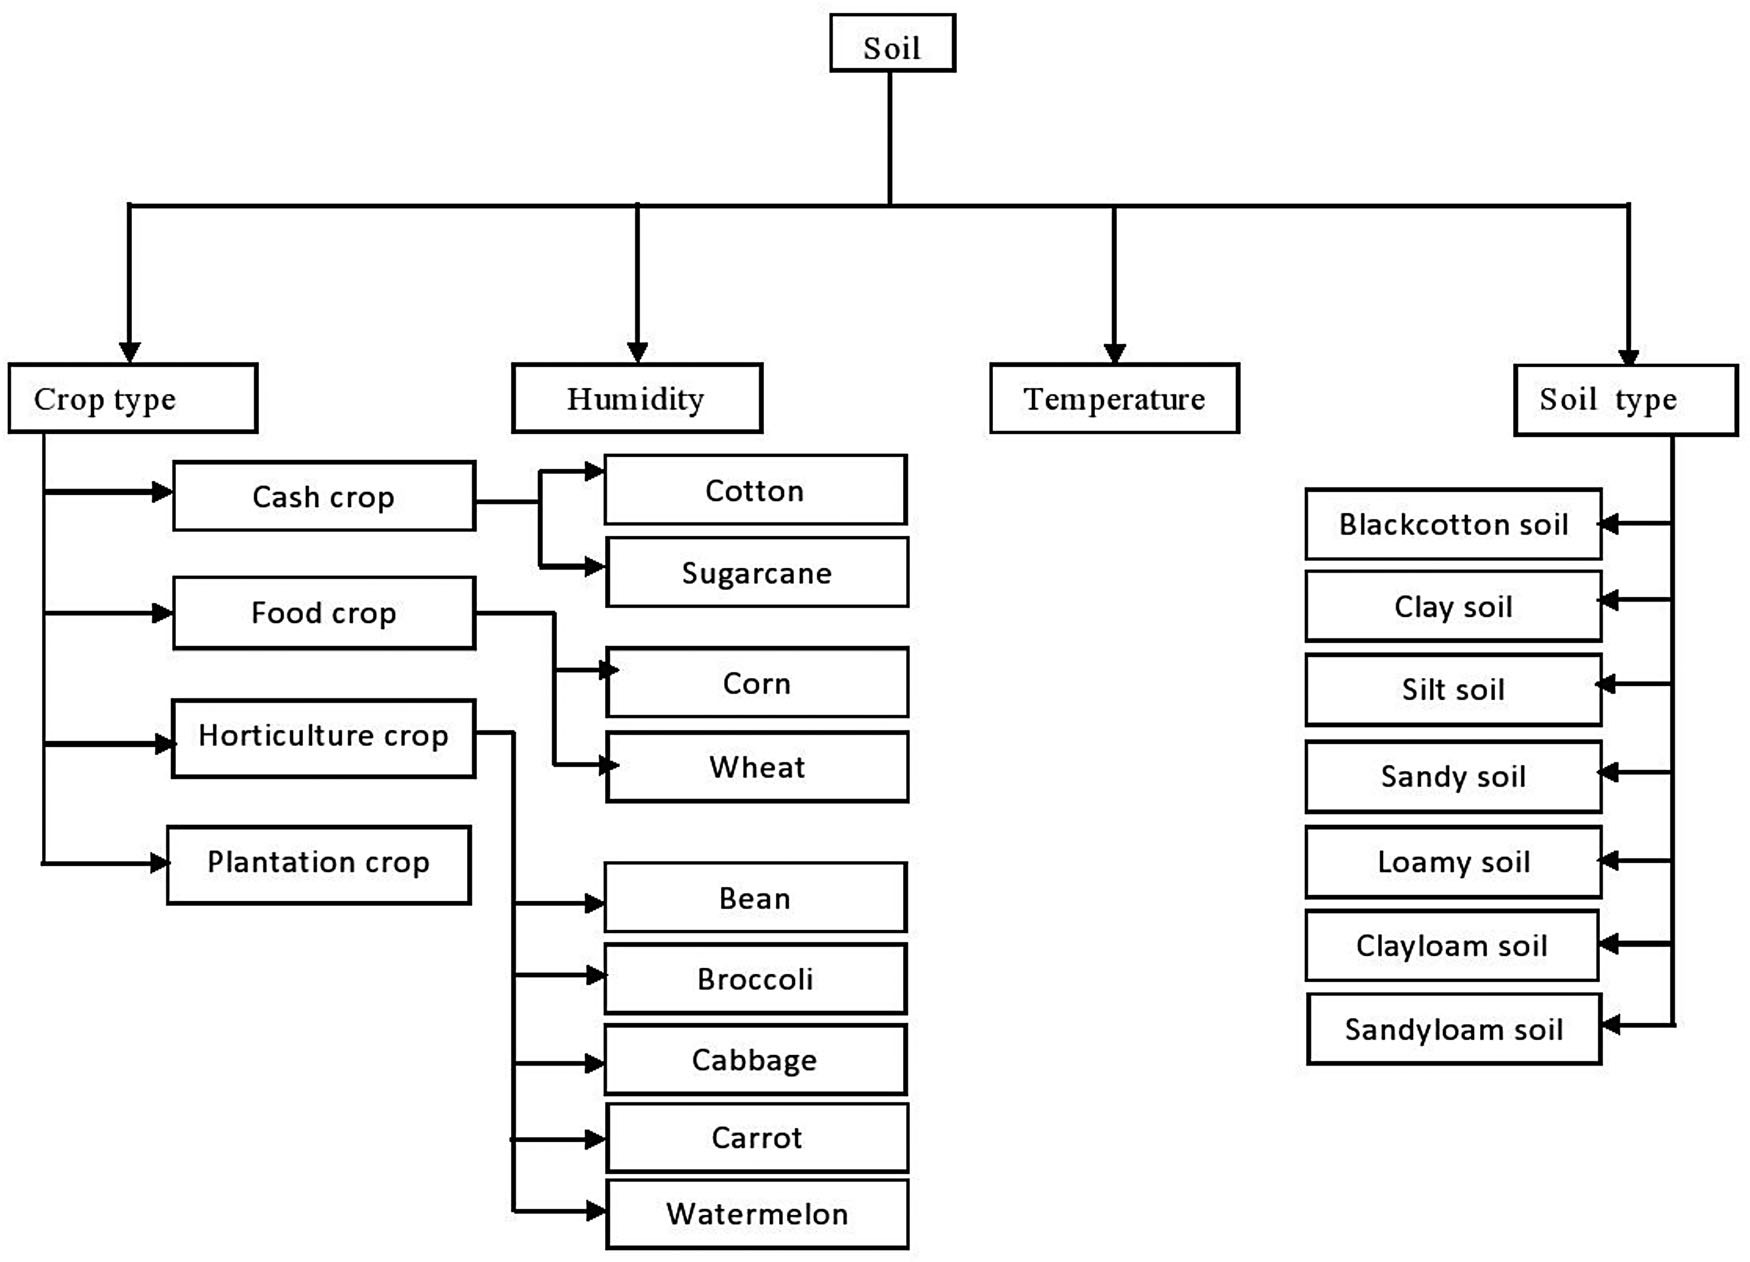 Soil
Crop type
Humidity
Temperature
Soil type
Cash crop
Cotton
Sugarcane
Food crop
Corn
Wheat
Horticulture crop
Bean
Broccoli
Cabbage
Carrot
Watermelon
Plantation crop
Blackcotton soil
Clay soil
Silt soil
Sandy soil
Loamy soil
Clayloam soil
Sandyloam soil